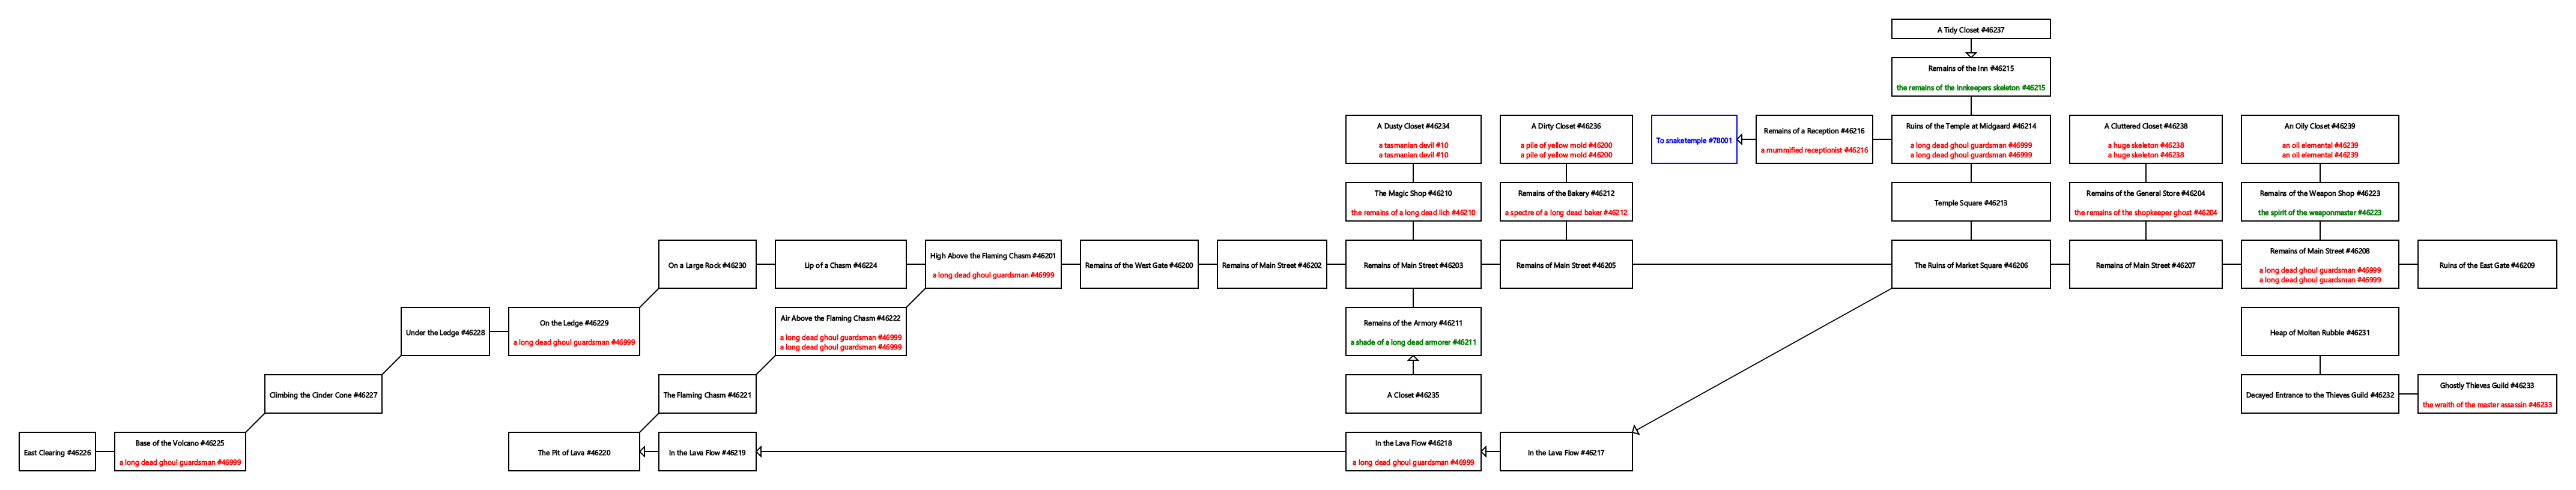 A Tidy Closet #46237
Remains of the Inn #46215
the remains of the innkeepers skeleton #46215
A Dusty Closet #46234
a tasmanian devil #10
a tasmanian devil #10
A Dirty Closet #46236
a pile of yellow mold #46200
a pile of yellow mold #46200
To snaketemple #78001
Remains of a Reception #46216
a mummified receptionist #46216
Ruins of the Temple at Midgaard #46214
a long dead ghoul guardsman #46999
a long dead ghoul guardsman #46999
A Cluttered Closet #46238
a huge skeleton #46238
a huge skeleton #46238
An Oily Closet #46239
an oil elemental #46239
an oil elemental #46239
The Magic Shop #46210
the remains of a long dead lich #46210
Remains of the Bakery #46212
a spectre of a long dead baker #46212
Temple Square #46213
Remains of the General Store #46204
the remains of the shopkeeper ghost #46204
Remains of the Weapon Shop #46223
the spirit of the weaponmaster #46223
On a Large Rock #46230
Lip of a Chasm #46224
High Above the Flaming Chasm #46201
a long dead ghoul guardsman #46999
Remains of the West Gate #46200
Remains of Main Street #46202
Remains of Main Street #46203
Remains of Main Street #46205
The Ruins of Market Square #46206
Remains of Main Street #46207
Remains of Main Street #46208
a long dead ghoul guardsman #46999
a long dead ghoul guardsman #46999
Ruins of the East Gate #46209
Under the Ledge #46228
On the Ledge #46229
a long dead ghoul guardsman #46999
Air Above the Flaming Chasm #46222
a long dead ghoul guardsman #46999
a long dead ghoul guardsman #46999
Remains of the Armory #46211
a shade of a long dead armorer #46211
Heap of Molten Rubble #46231
Climbing the Cinder Cone #46227
The Flaming Chasm #46221
A Closet #46235
Decayed Entrance to the Thieves Guild #46232
Ghostly Thieves Guild #46233
the wraith of the master assassin #46233
East Clearing #46226
Base of the Volcano #46225
a long dead ghoul guardsman #46999
The Pit of Lava #46220
In the Lava Flow #46219
In the Lava Flow #46218
a long dead ghoul guardsman #46999
In the Lava Flow #46217